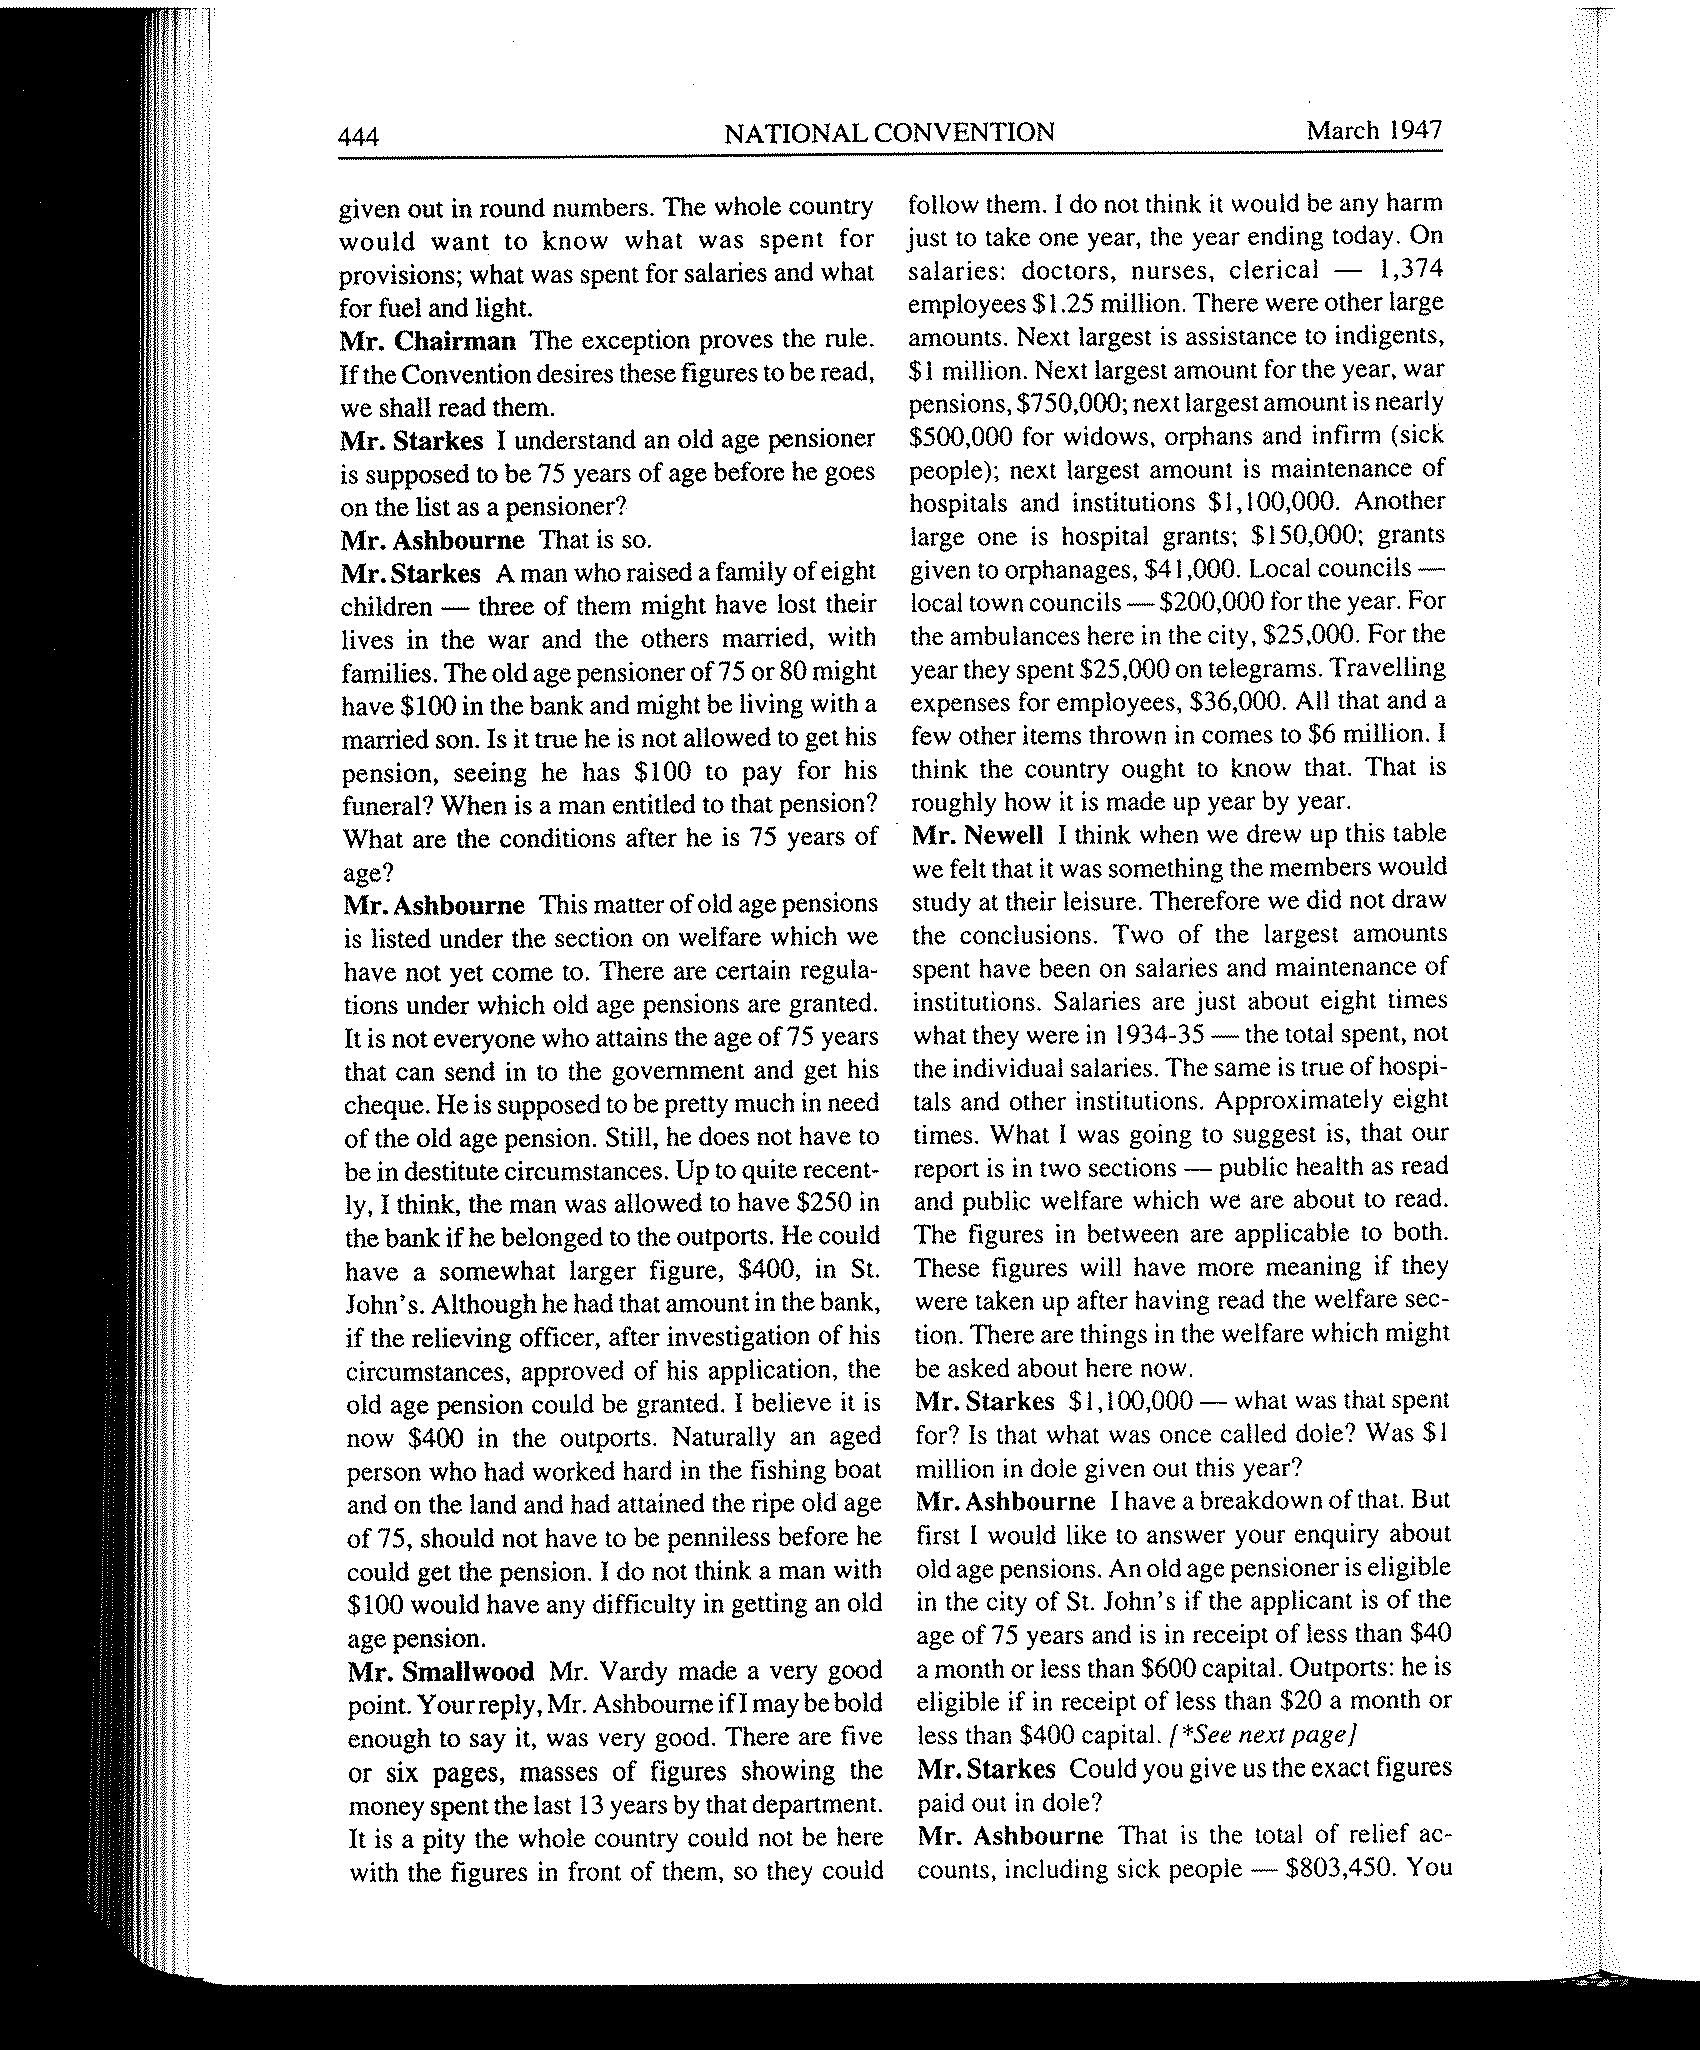 444
NATIONAL CONVENTION
March 1947
given out in round numbers. The whole country
would want to know what was spent for
provisions; what was spent for salaries and what
for fuel and light.
Mr. Chairman The exception proves the rule.
If the Convention desires these figures to be read,
we shall read them.
Mr. Starkes I understand an old age pensioner
is supposed to be 75 years of age before he goes
on the list as a pensioner?
Mr. Ashbourne That is so.
Mr. Starkes A man who raised a family of eight
children — three of them might have lost their
lives in the war and the others married, with
families. The old age pensioner of 75 or 80 might
have $100 in the bank and might be living with a
married son. Is it true he is not allowed to get his
pension, seeing he has $100 to pay for his
funeral? When is a man entitled to that pension?
What are the conditions after he is 75 years of
age?
Mr. Ashbourne This matter of old age pensions
is listed under the section on welfare which we
have not yet come to. There are certain regula-
tions under which old age pensions are granted.
It is not everyone who attains the age of 75 years
that can send in to the government and get his
cheque. He is supposed to be pretty much in need
of the old age pension. Still, he does not have to
be in destitute circumstances. Up to quite recent-
ly, I think, the man was allowed to have $250 in
the bank if he belonged to the outports. He could
have a somewhat larger figure, $400, in St.
John's. Although he had that amount in the bank,
if the relieving officer, after investigation of his
circumstances, approved of his application, the
old age pension could be granted. I believe it is
now $400 in the outports. Naturally an aged
person who had worked hard in the fishing boat
and on the land and had attained the ripe old age
of 75, should not have to be penniless before he
could get the pension. I do not think a man with
$100 would have any difficulty in getting an old
age pension.
Mr. Smallwood Mr. Vardy made a very good
point. Your reply, Mr. Ashbourne if I may be bold
enough to say it, was very good. There are five
or six pages, masses of figures showing the
money spent the last 13 years by that department.
It is a pity the whole country could not be here
with the figures in front of them, so they could
follow them. I do not think it would be any harm
just to take one year, the year ending today. On
salaries: doctors, nurses, clerical — 1,374
employees $1.25 million. There were other large
amounts. Next largest is assistance to indigents,
$1 million. Next largest amount for the year, war
pensions, $750,000; next largest amount is nearly
$500,000 for widows, orphans and infirm (sick
people); next largest amount is maintenance of
hospitals and institutions $1,100,000. Another
large one is hospital grants; $150,000; grants
given to orphanages, $41,000. Local councils —
local town councils — $200,000 for the year. For
the ambulances here in the city, $25,000. For the
year they spent $25,000 on telegrams. Travelling
expenses for employees, $36,000. All that and a
few other items thrown in comes to $6 million. I
think the country ought to know that. That is
roughly how it is made up year by year.
Mr. Newell I think when we drew up this table
we felt that it was something the members would
study at their leisure. Therefore we did not draw
the conclusions. Two of the largest amounts
spent have been on salaries and maintenance of
institutions. Salaries are just about eight times
what they were in 1934-35 — the total spent, not
the individual salaries. The same is true of hospi-
tals and other institutions. Approximately eight
times. What I was going to suggest is, that our
report is in two sections — public health as read
and public welfare which we are about to read.
The figures in between are applicable to both.
These figures will have more meaning if they
were taken up after having read the welfare sec-
tion. There are things in the welfare which might
be asked about here now.
Mr. Starkes $1,100,000 — what was that spent
for? Is that what was once called dole? Was $1
million in dole given out this year?
Mr. Ashbourne I have a breakdown of that. But
first I would like to answer your enquiry about
old age pensions. An old age pensioner is eligible
in the city of St. John's if the applicant is of the
age of 75 years and is in receipt of less than $40
a month or less than $600 capital. Outports: he is
eligible if in receipt of less than $20 a month or
less than $400 capital. [*See next page]
Mr. Starkes Could you give us the exact figures
paid out in dole?
Mr. Ashbourne That is the total of relief ac-
counts, including sick people — $803,450. You